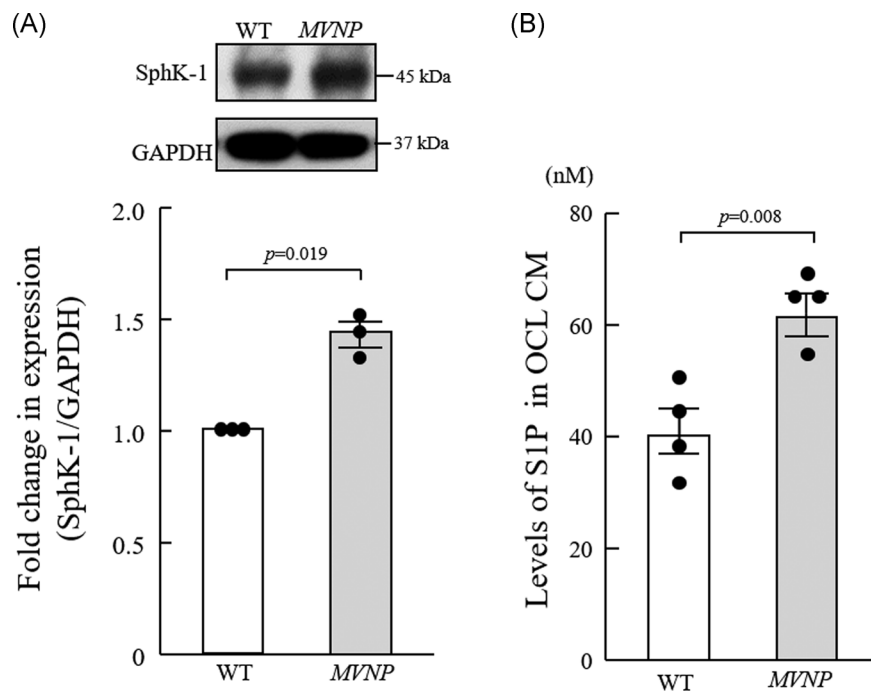 (A)
WT MVNP
SphK-1
45 kDa
GAPDH
37 kDa
Fold change in expression
(SphK-1/GAPDH)
2.0
1.5
1.0
0.5
0
p=0.019
WT MVNP
(B)
(nM)
Levels of S1P in OCL CM
80
60
40
20
0
p=0.008
WT MVNP